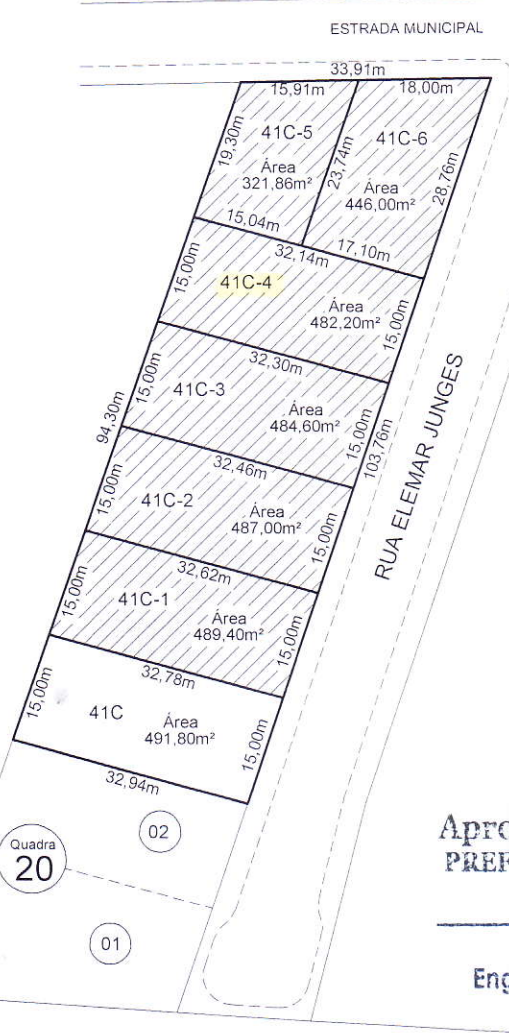 ESTRADA MUNICIPAL
33,91m
15,91m
18,00m
41C-5
41C-6
19,30m
23,74m
28,76m
Área
321,86m²
Área
446,00m²
15,04m
17,10m
32,14m
15,00m
41C-4
Área
482,20m²
15,00m
32,30m
15,00m
41C-3
Área
484,60m²
15,00m
94,30m
103,76m
RUA ELEMAR JUNGES
32,46m
15,00m
41C-2
Área
487,00m²
15,00m
32,62m
15,00m
41C-1
Área
489,40m²
15,00m
32,78m
15,00m
41C
Área
491,80m²
15,00m
32,94m
02
Quadra
20
01
Apro
PREF
Eng